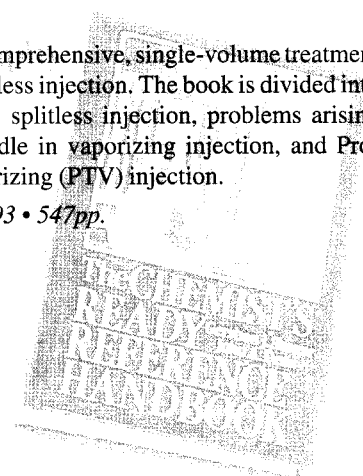 mprehensive, single-volume treatmen
less injection. The book is divided int
splitless injection, problems arisin
dle in vaporizing injection, and Pro
rizing (PTV) injection.
93 • 547pp.
The CHEMIST'S
READY
REFERENCE
HANDBOOK